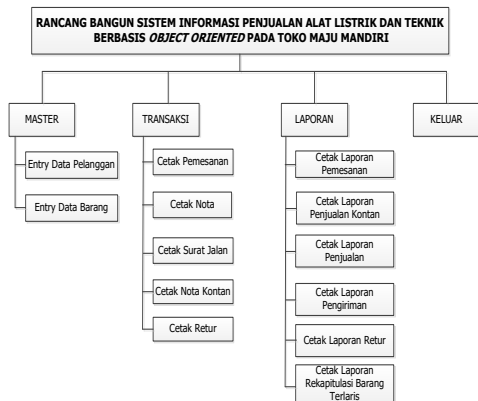 RANCANG BANGUN SISTEM INFORMASI PENJUALAN ALAT LISTRIK DAN TEKNIK
BERBASIS OBJECT ORIENTED PADA TOKO MAJU MANDIRI
MASTER
Entry Data Pelanggan
Entry Data Barang
TRANSAKSI
Cetak Pemesanan
Cetak Nota
Cetak Surat Jalan
Cetak Nota Kontan
Cetak Retur
LAPORAN
Cetak Laporan
Pemesanan
Cetak Laporan
Penjualan Kontan
Cetak Laporan
Penjualan
Cetak Laporan
Pengiriman
Cetak Laporan Retur
Cetak Laporan
Rekapitulasi Barang
Terlaris
KELUAR